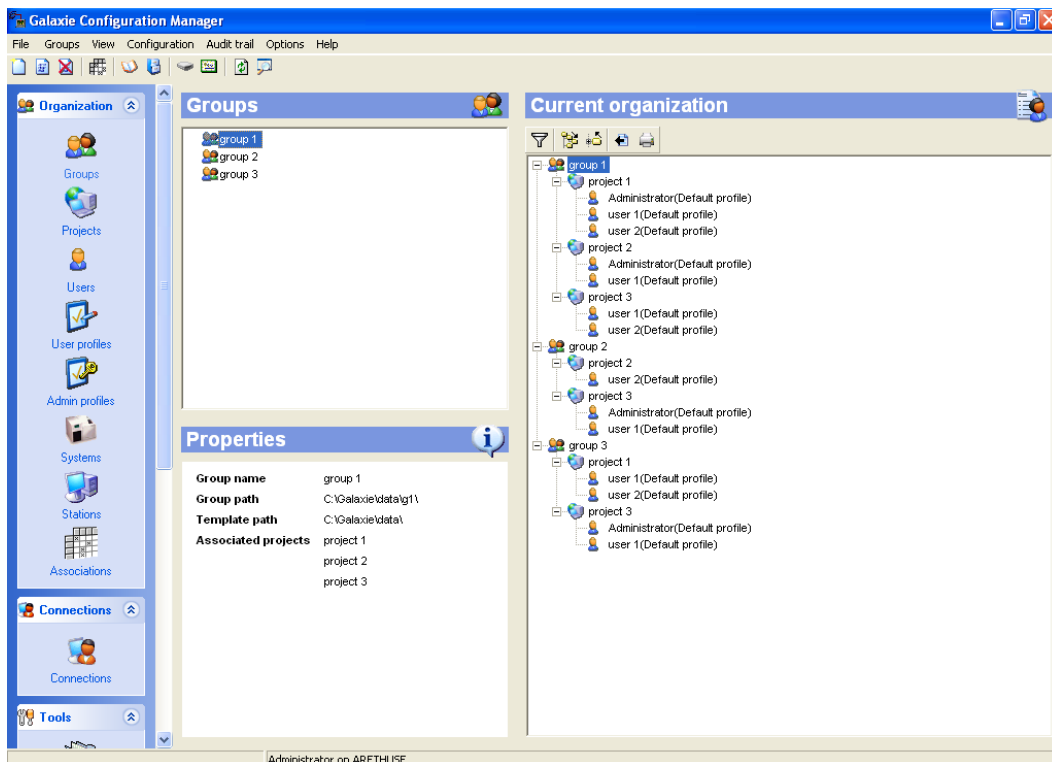 Galaxie Configuration Manager
File Groups View Configuration Audit trail Options Help
Organization
Groups
Projects
Users
User profiles
Admin profiles
Systems
Stations
Associations
Connections
Connections
Tools
Groups
group 1
group 2
group 3
Properties
Group name group 1
Group path C:\Galaxie\data\g1\
Template path C:\Galaxie\data\
Associated projects project 1
project 2
project 3
Current organization
group 1
project 1
Administrator(Default profile)
user 1(Default profile)
user 2(Default profile)
project 2
Administrator(Default profile)
user 1(Default profile)
project 3
user 1(Default profile)
user 2(Default profile)
group 2
project 2
user 2(Default profile)
project 3
Administrator(Default profile)
user 1(Default profile)
group 3
project 1
user 1(Default profile)
user 2(Default profile)
project 3
Administrator(Default profile)
user 1(Default profile)
Administrator on ARETHUSE